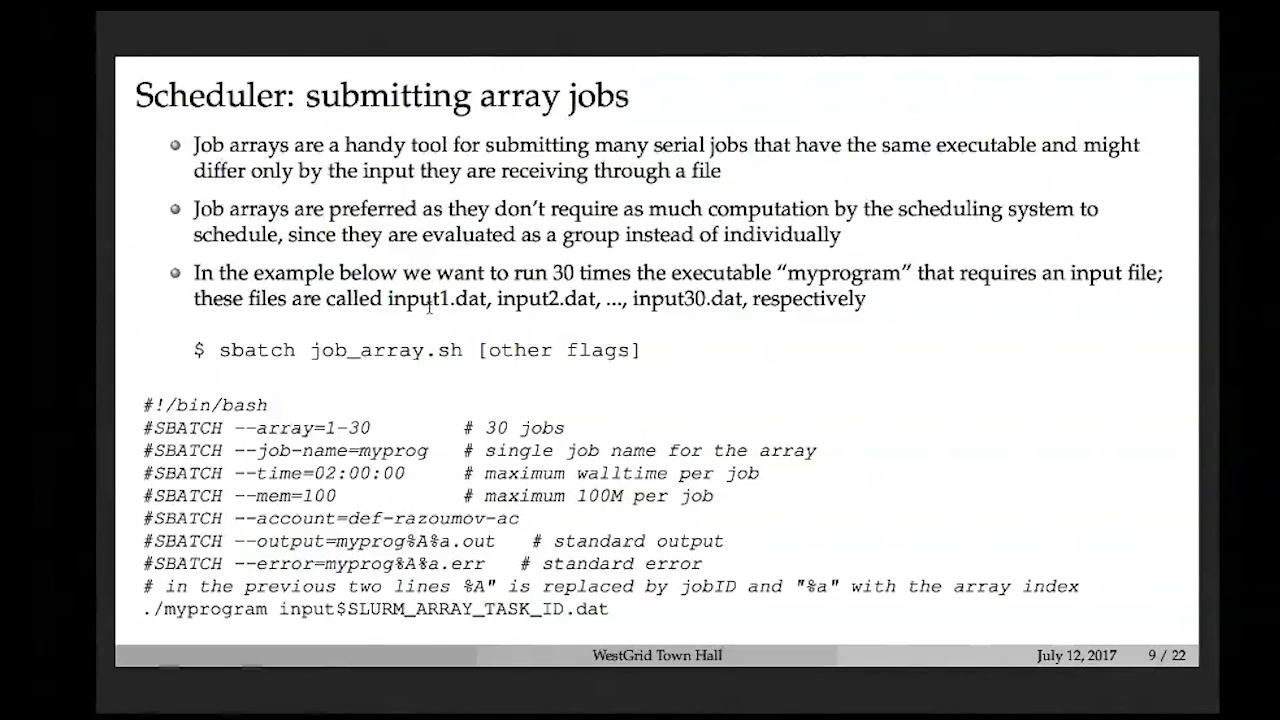 Scheduler: submitting array jobs
Job arrays are a handy tool for submitting many serial jobs that have the same executable and might
differ only by the input they are receiving through a file
Job arrays are preferred as they don't require as much computation by the scheduling system to
schedule, since they are evaluated as a group instead of individually
In the example below we want to run 30 times the executable “myprogram” that requires an input file;
these files are called input1.dat, input2.dat, ..., input30.dat, respectively
$ sbatch job_array.sh [other flags]
#!/bin/bash
#SBATCH --array=1-30 # 30 jobs
#SBATCH --job-name=myprog # single job name for the array
#SBATCH --time=02:00:00 # maximum walltime per job
#SBATCH --mem=100 # maximum 100M per job
#SBATCH --account=def-razoumov-ac
#SBATCH --output=myprog%A%a.out # standard output
#SBATCH --error=myprog%A%a.err # standard error
# in the previous two lines %A" is replaced by jobID and "%a" with the array index
./myprogram input$SLURM_ARRAY_TASK_ID.dat
WestGrid Town Hall July 12, 2017 9 / 22